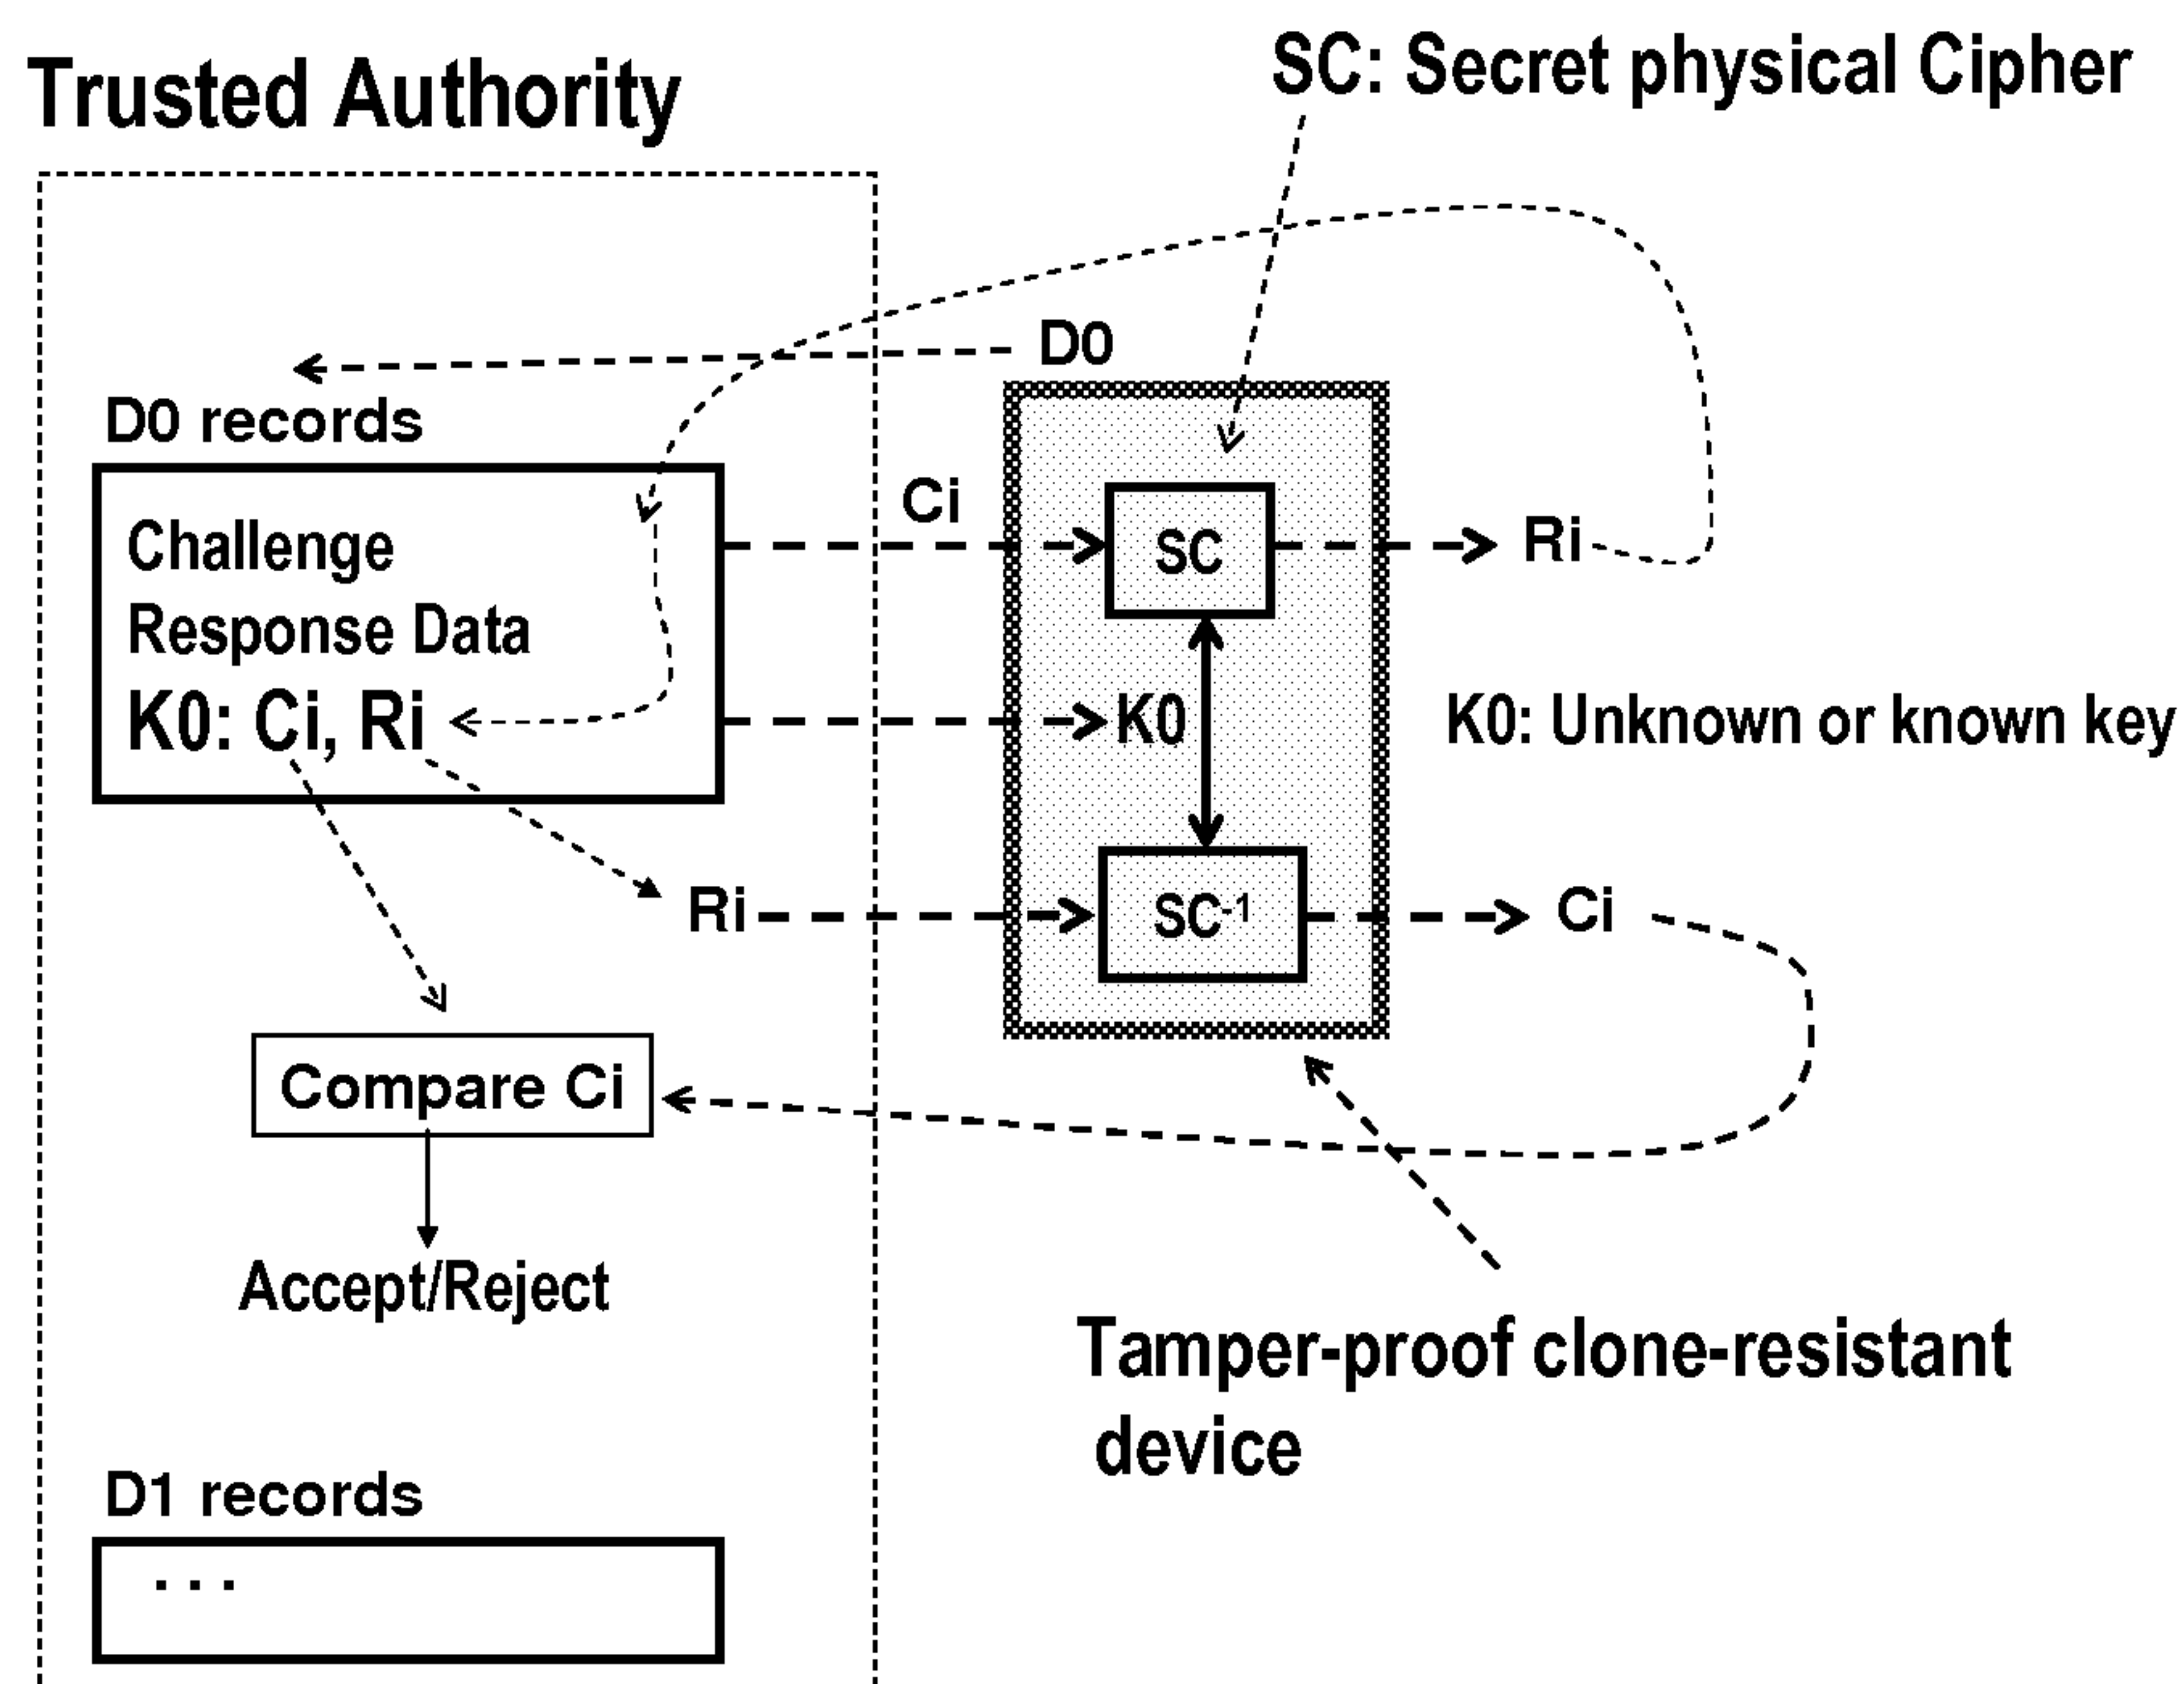 Trusted Authority
SC: Secret physical Cipher
D0
D0 records
Challenge
Response Data
K0: Ci, Ri
Ci
SC
Ri
K0
K0: Unknown or known key
Ri
SC⁻¹
Ci
Compare Ci
Accept/Reject
Tamper-proof clone-resistant
device
D1 records
. . .